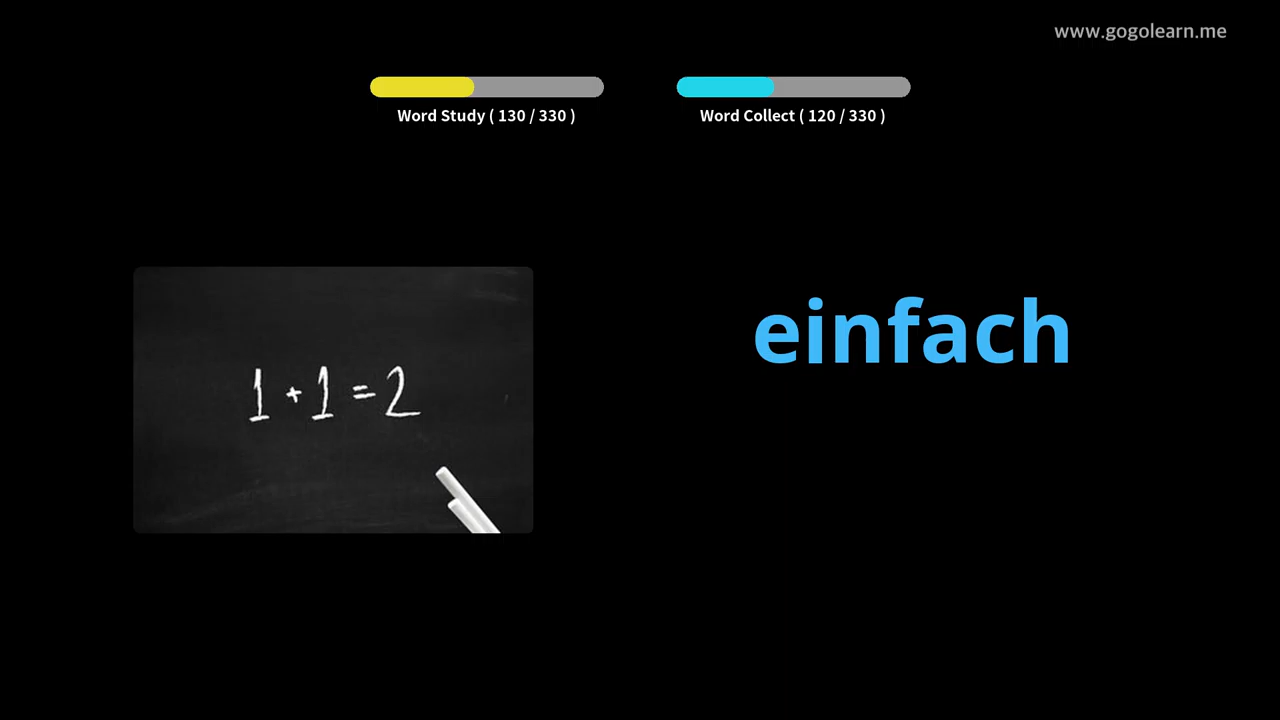 www.gogolearn.me
Word Study ( 130 / 330 )
Word Collect ( 120 / 330 )
einfach
1 + 1 = 2